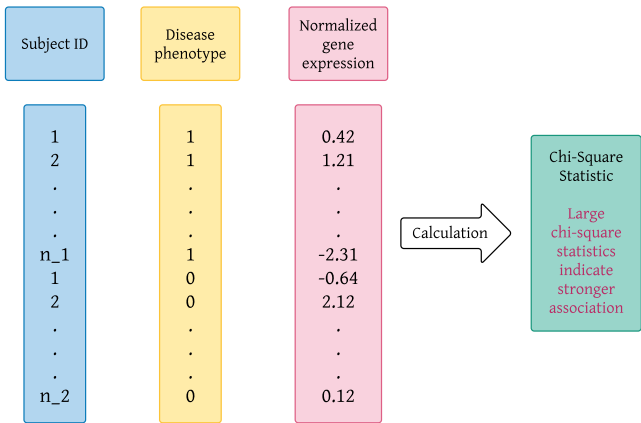 Subject ID
Disease
phenotype
Normalized
gene
expression
1 1 0.42
2 1 1.21
. . .
. . .
. . .
n_1 1 -2.31
1 0 -0.64
2 0 2.12
. . .
. . .
. . .
n_2 0 0.12
Calculation
Chi-Square
Statistic
Large
chi-square
statistics
indicate
stronger
association